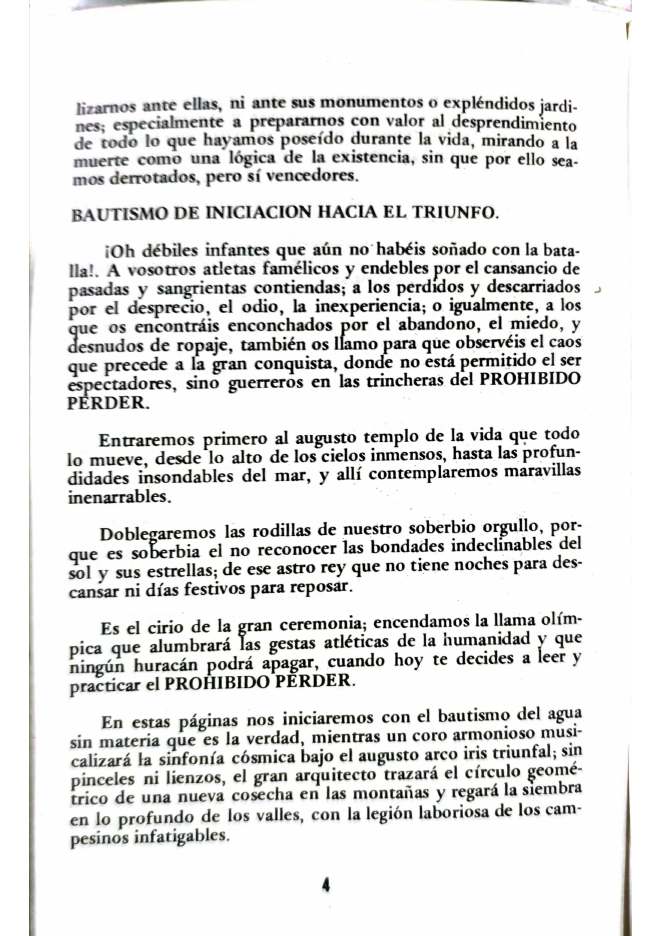 lizarnos ante ellas, ni ante sus monumentos o expléndidos jardi-
nes; especialmente a prepararnos con valor al desprendimiento
de todo lo que hayamos poseído durante la vida, mirando a la
muerte como una lógica de la existencia, sin que por ello sea-
mos derrotados, pero sí vencedores.
BAUTISMO DE INICIACION HACIA EL TRIUNFO.
¡Oh débiles infantes que aún no habéis soñado con la bata-
lla!. A vosotros atletas famélicos y endebles por el cansancio de
pasadas y sangrientas contiendas; a los perdidos y descarriados
por el desprecio, el odio, la inexperiencia; o igualmente, a los
que os encontráis enconchados por el abandono, el miedo, y
desnudos de ropaje, también os llamo para que observéis el caos
que precede a la gran conquista, donde no está permitido el ser
espectadores, sino guerreros en las trincheras del PROHIBIDO
PERDER.
Entraremos primero al augusto templo de la vida que todo
lo mueve, desde lo alto de los cielos inmensos, hasta las profun-
didades insondables del mar, y allí contemplaremos maravillas
inenarrables.
Doblegaremos las rodillas de nuestro soberbio orgullo, por-
que es soberbia el no reconocer las bondades indeclinables del
sol y sus estrellas; de ese astro rey que no tiene noches para des-
cansar ni días festivos para reposar.
Es el cirio de la gran ceremonia; encendamos la llama olím-
pica que alumbrará las gestas atléticas de la humanidad y que
ningún huracán podrá apagar, cuando hoy te decides a leer y
practicar el PROHIBIDO PERDER.
En estas páginas nos iniciaremos con el bautismo del agua
sin materia que es la verdad, mientras un coro armonioso musi-
calizará la sinfonía cósmica bajo el augusto arco iris triunfal; sin
pinceles ni lienzos, el gran arquitecto trazará el círculo geomé-
trico de una nueva cosecha en las montañas y regará la siembra
en lo profundo de los valles, con la legión laboriosa de los cam-
pesinos infatigables.
4